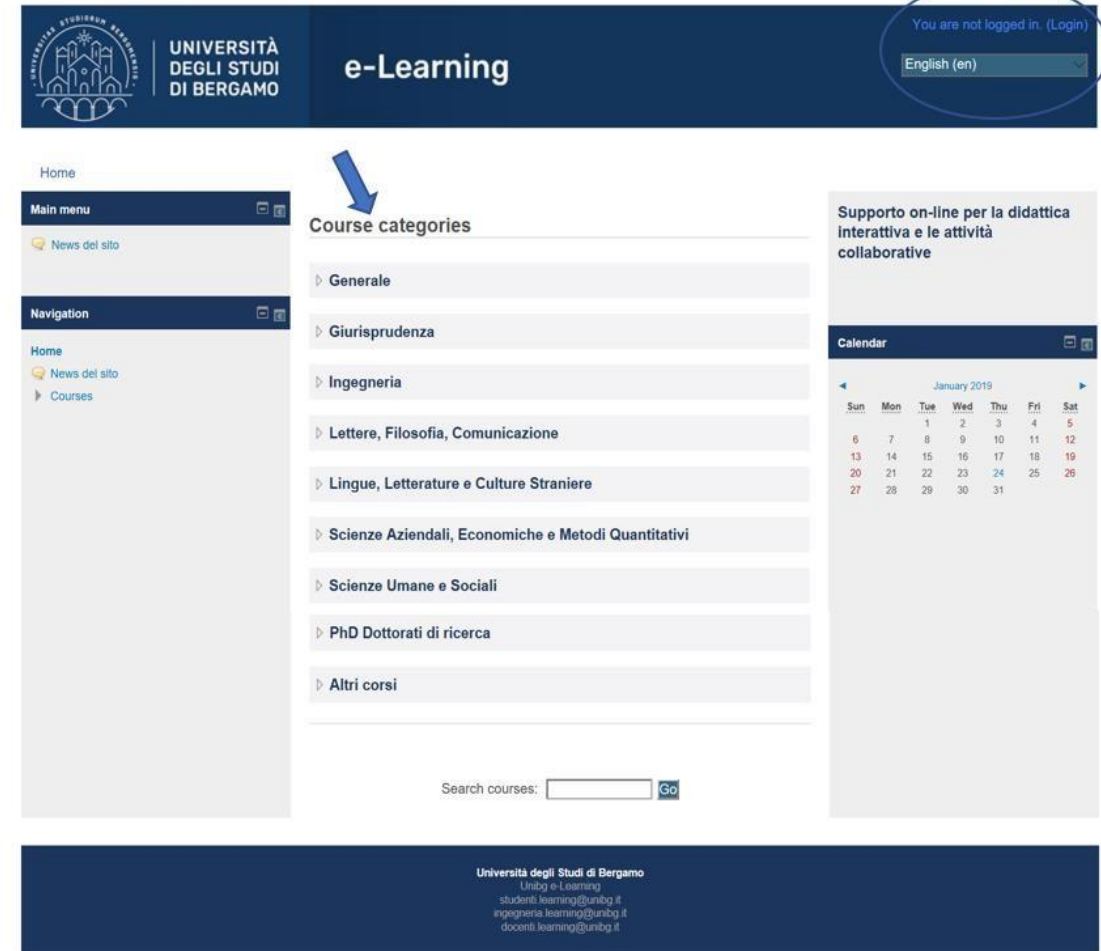 UNIVERSITÀ
DEGLI STUDI
DI BERGAMO
e-Learning
You are not logged in. (Login)
English (en)
Home
Main menu
News del sito
Navigation
Home
News del sito
Courses
Course categories
Generale
Giurisprudenza
Ingegneria
Lettere, Filosofia, Comunicazione
Lingue, Letterature e Culture Straniere
Scienze Aziendali, Economiche e Metodi Quantitativi
Scienze Umane e Sociali
PhD Dottorati di ricerca
Altri corsi
Search courses:
Go
Supporto on-line per la didattica
interattiva e le attività
collaborative
Calendar
January 2019
Sun Mon Tue Wed Thu Fri Sat
1 2 3 4 5
6 7 8 9 10 11 12
13 14 15 16 17 18 19
20 21 22 23 24 25 26
27 28 29 30 31
Università degli Studi di Bergamo
Unibg e-Learning
studenti.learning@unibg.it
ingegneria.learning@unibg.it
docenti.learning@unibg.it